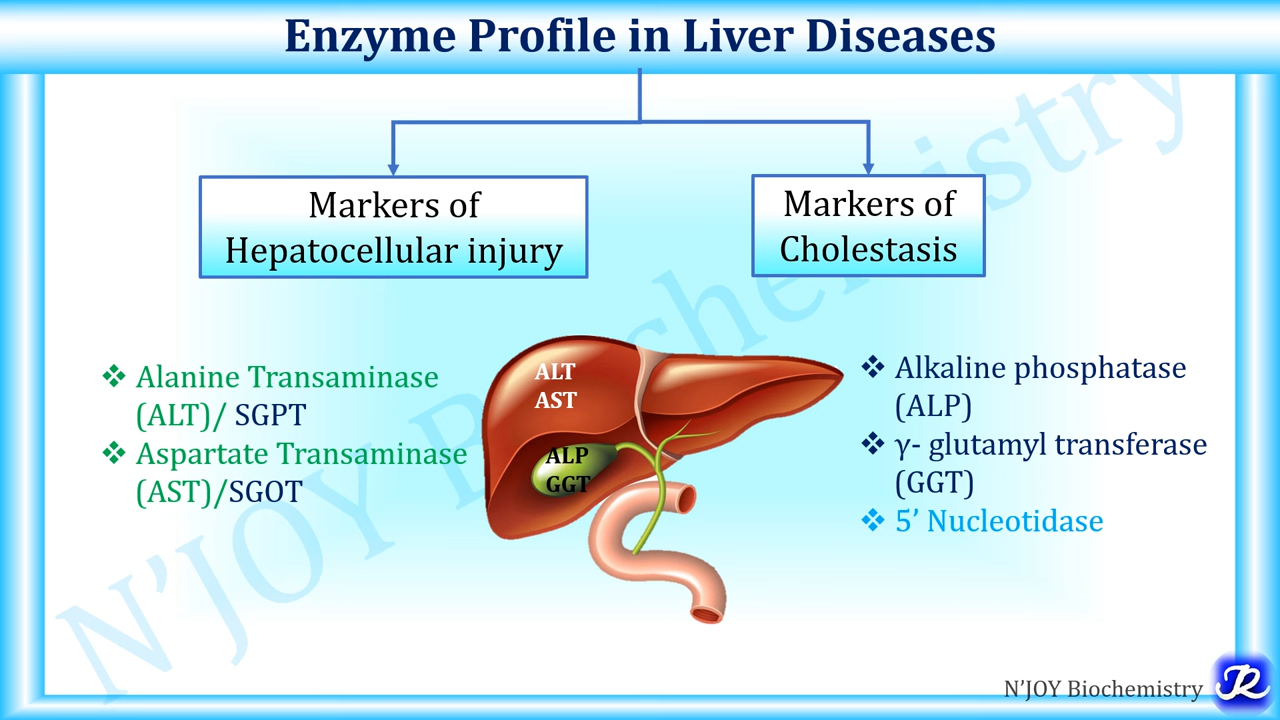 Enzyme Profile in Liver Diseases
Markers of
Hepatocellular injury
Markers of
Cholestasis
❖ Alanine Transaminase
(ALT)/ SGPT
❖ Aspartate Transaminase
(AST)/SGOT
ALT
AST
ALP
GGT
❖ Alkaline phosphatase
(ALP)
❖ γ- glutamyl transferase
(GGT)
❖ 5’ Nucleotidase
N’JOY Biochemistry
N’JOY Biochemistry
JR